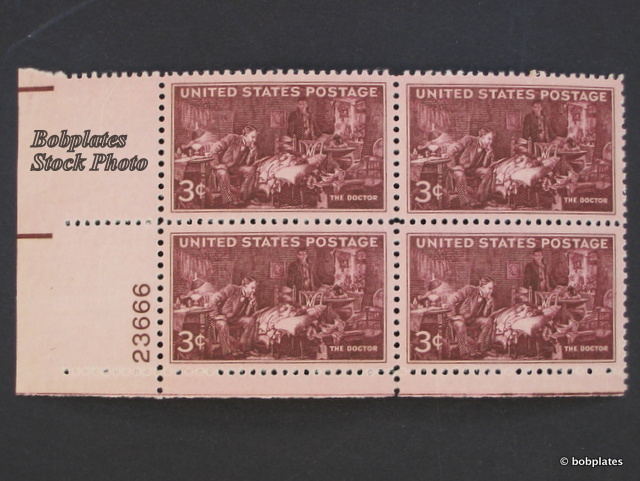 Bobplates
Stock Photo
UNITED STATES POSTAGE
3¢
THE DOCTOR
UNITED STATES POSTAGE
3¢
THE DOCTOR
23666
UNITED STATES POSTAGE
3¢
THE DOCTOR
UNITED STATES POSTAGE
3¢
THE DOCTOR
© bobplates